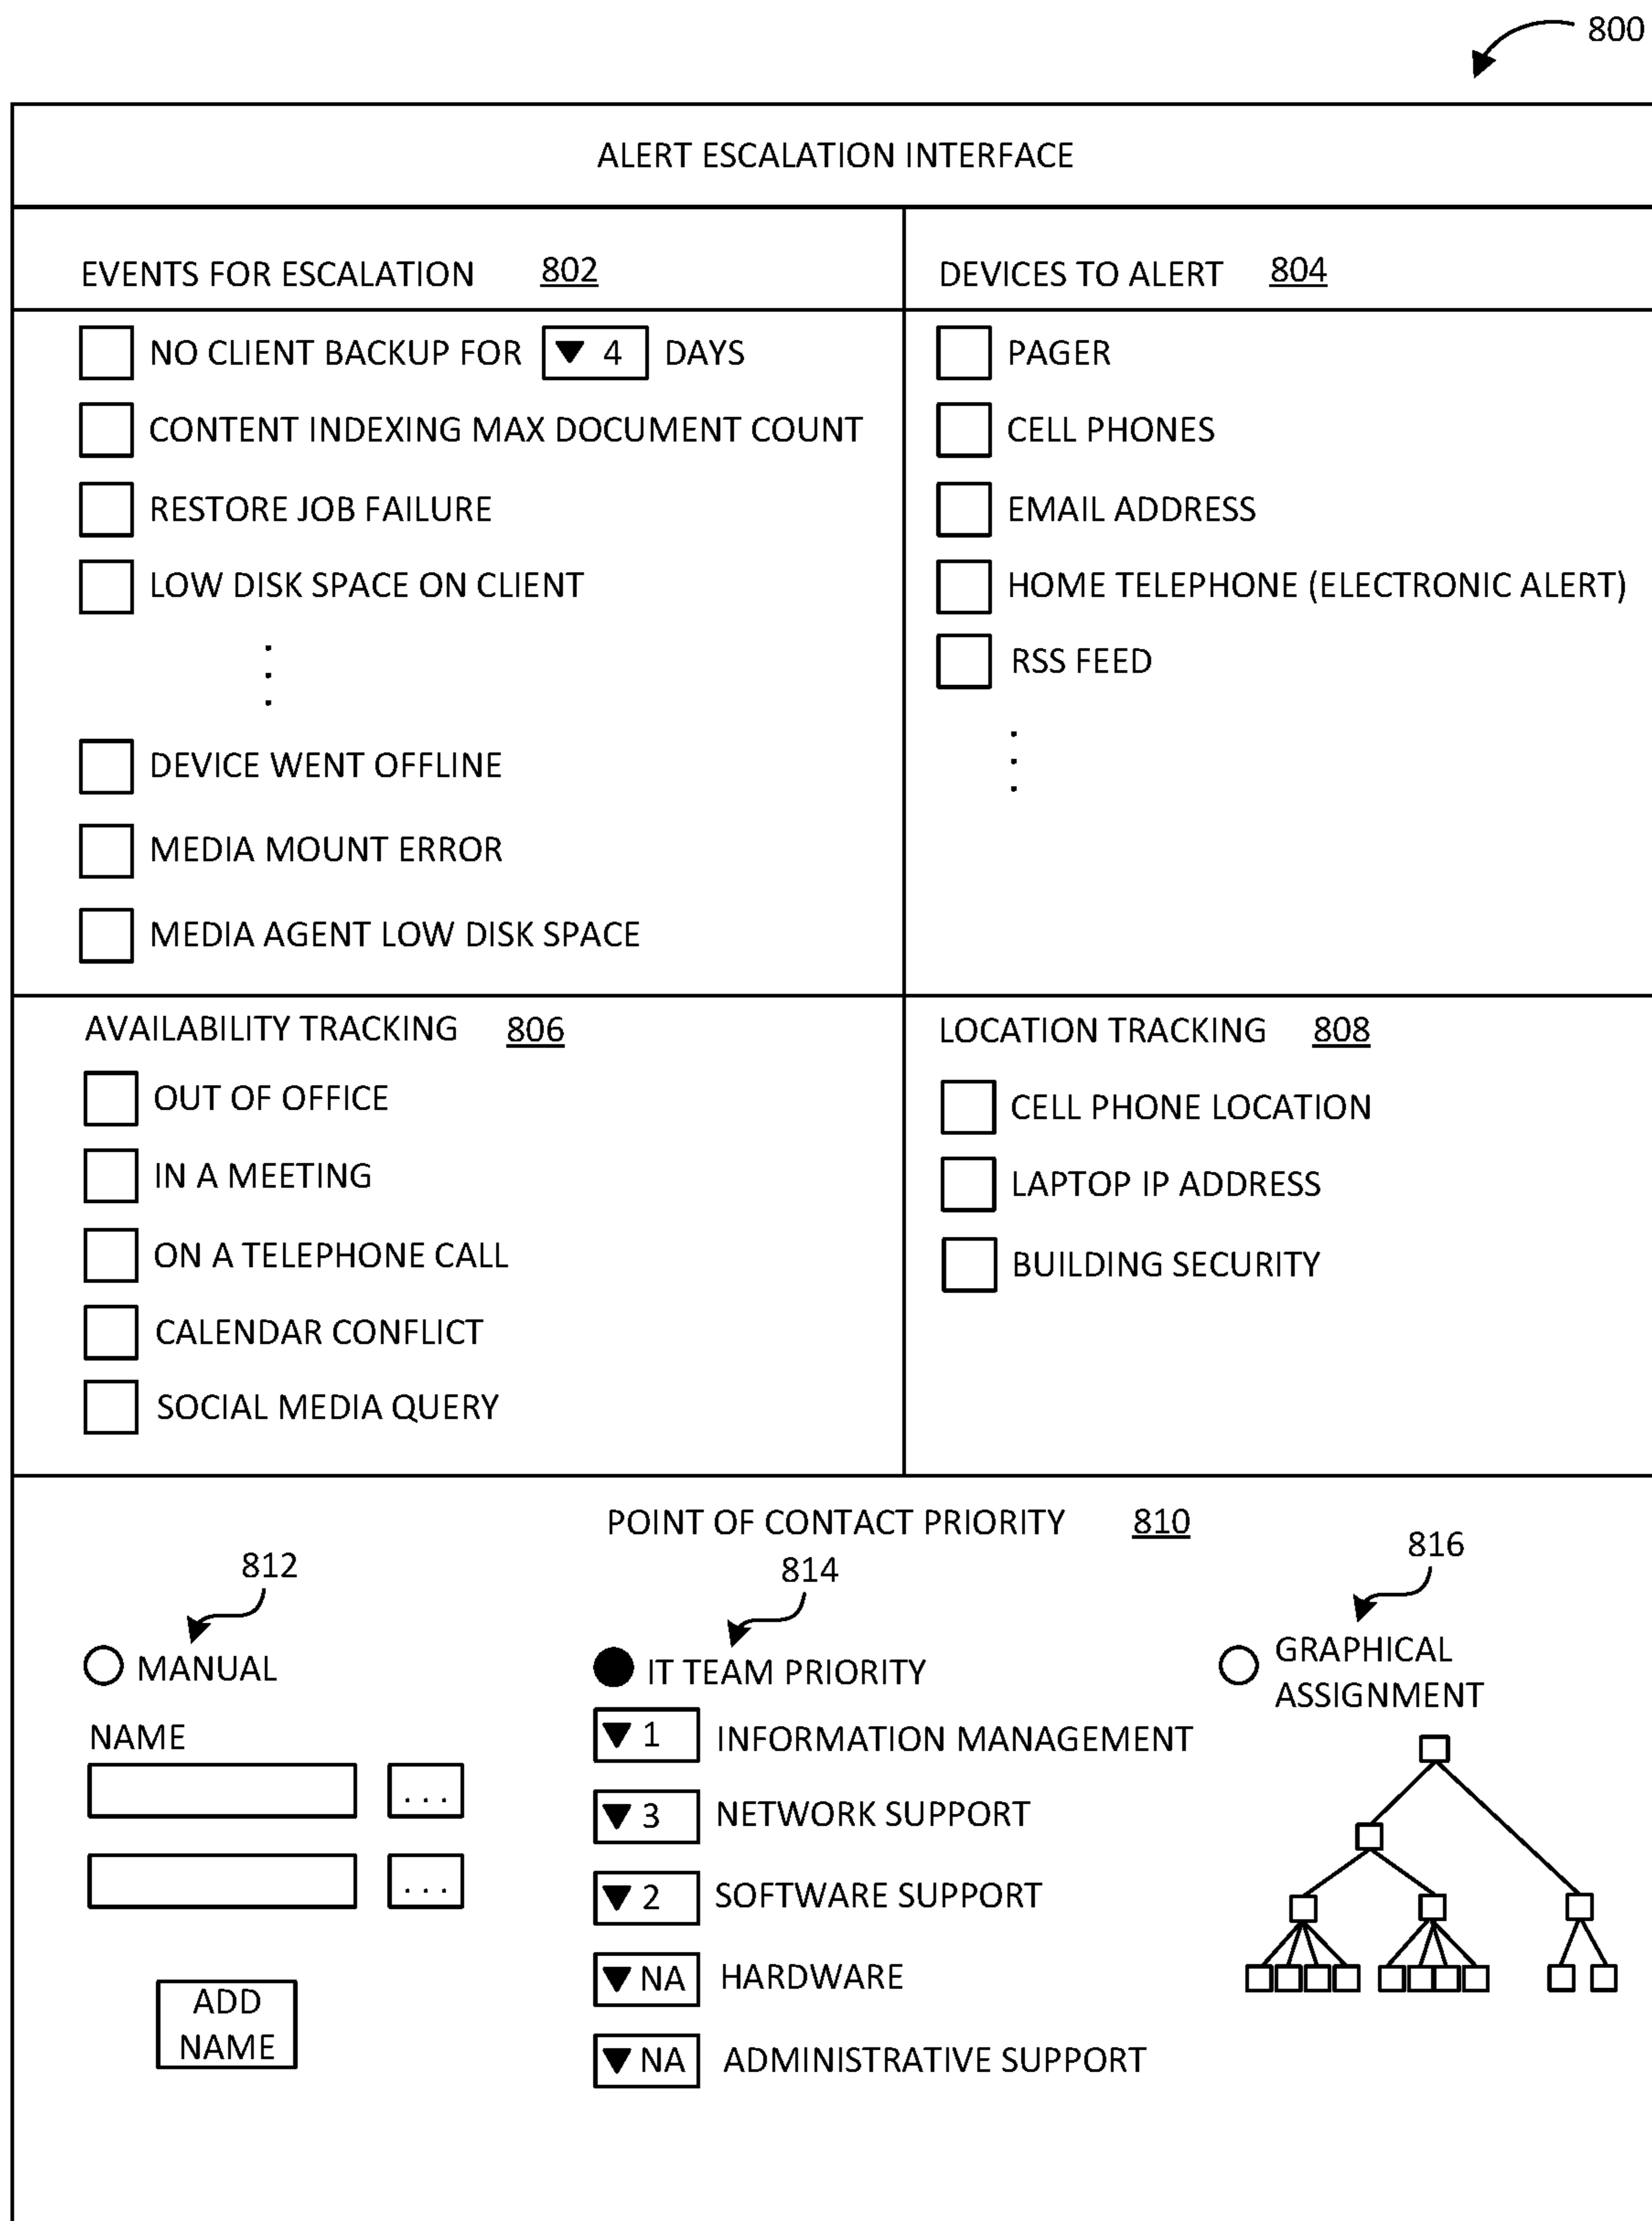 800
ALERT ESCALATION INTERFACE
EVENTS FOR ESCALATION 802
NO CLIENT BACKUP FOR ▼ 4 DAYS
CONTENT INDEXING MAX DOCUMENT COUNT
RESTORE JOB FAILURE
LOW DISK SPACE ON CLIENT
DEVICE WENT OFFLINE
MEDIA MOUNT ERROR
MEDIA AGENT LOW DISK SPACE
DEVICES TO ALERT 804
PAGER
CELL PHONES
EMAIL ADDRESS
HOME TELEPHONE (ELECTRONIC ALERT)
RSS FEED
AVAILABILITY TRACKING 806
OUT OF OFFICE
IN A MEETING
ON A TELEPHONE CALL
CALENDAR CONFLICT
SOCIAL MEDIA QUERY
LOCATION TRACKING 808
CELL PHONE LOCATION
LAPTOP IP ADDRESS
BUILDING SECURITY
POINT OF CONTACT PRIORITY 810
812
MANUAL
NAME
...
...
ADD
NAME
814
IT TEAM PRIORITY
▼ 1 INFORMATION MANAGEMENT
▼ 3 NETWORK SUPPORT
▼ 2 SOFTWARE SUPPORT
▼ NA HARDWARE
▼ NA ADMINISTRATIVE SUPPORT
816
GRAPHICAL
ASSIGNMENT